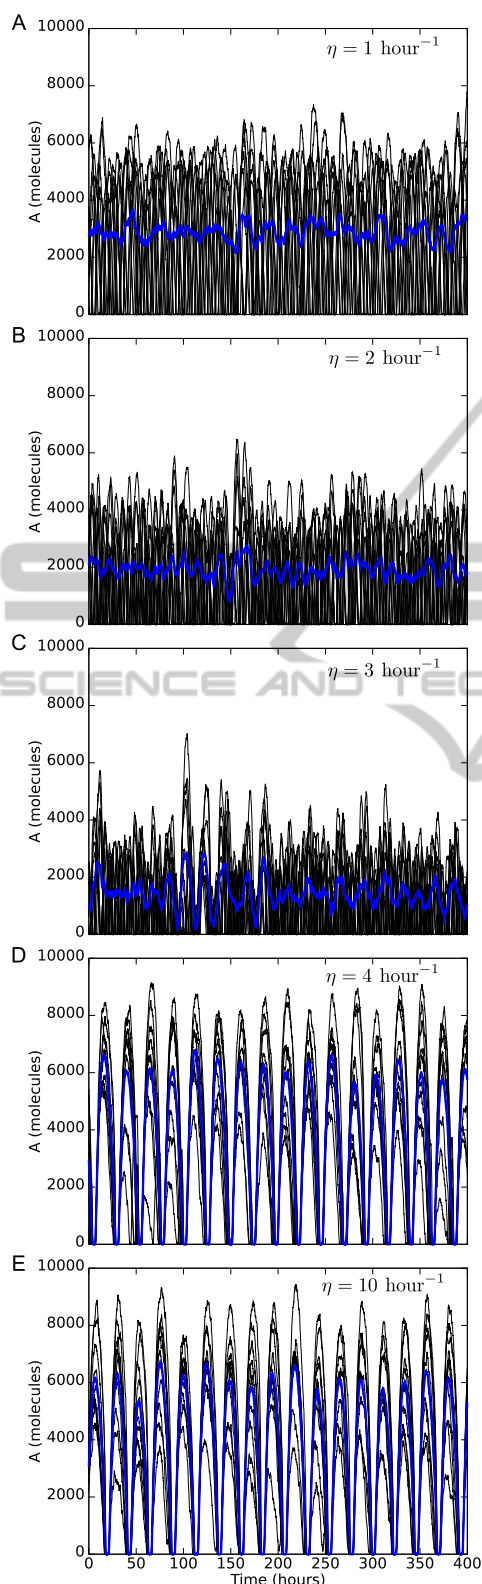 A
10000
η = 1 hour⁻¹
8000
6000
A (molecules)
4000
2000
0
B
10000
η = 2 hour⁻¹
8000
6000
A (molecules)
4000
2000
0
C
10000
η = 3 hour⁻¹
SCIENCE AND TEC
8000
6000
A (molecules)
4000
2000
0
D
10000
η = 4 hour⁻¹
8000
6000
A (molecules)
4000
2000
0
E
10000
η = 10 hour⁻¹
8000
6000
A (molecules)
4000
2000
0
0 50 100 150 200 250 300 350 400
Time (hours)